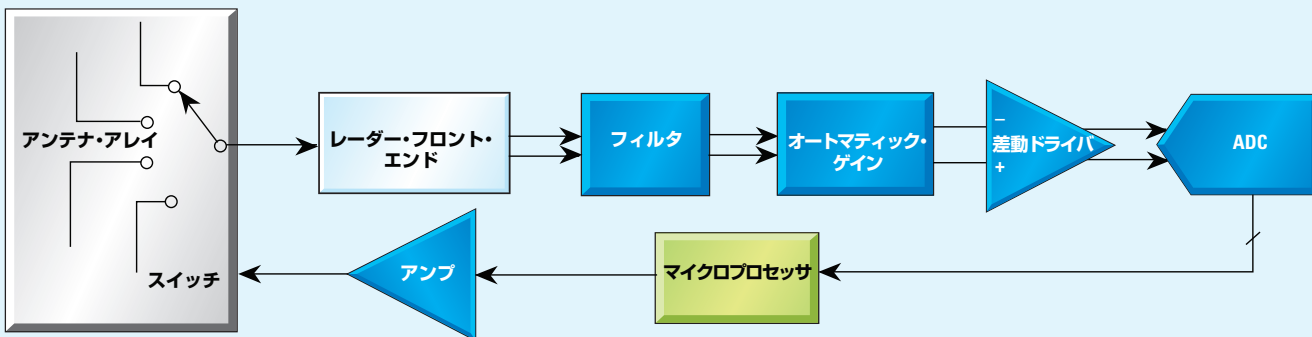 アンテナ・アレイ
スイッチ
レーダー・フロント・
エンド
フィルタ
オートマティック・
ゲイン
−
差動ドライバ
+
ADC
アンプ
マイクロプロセッサ